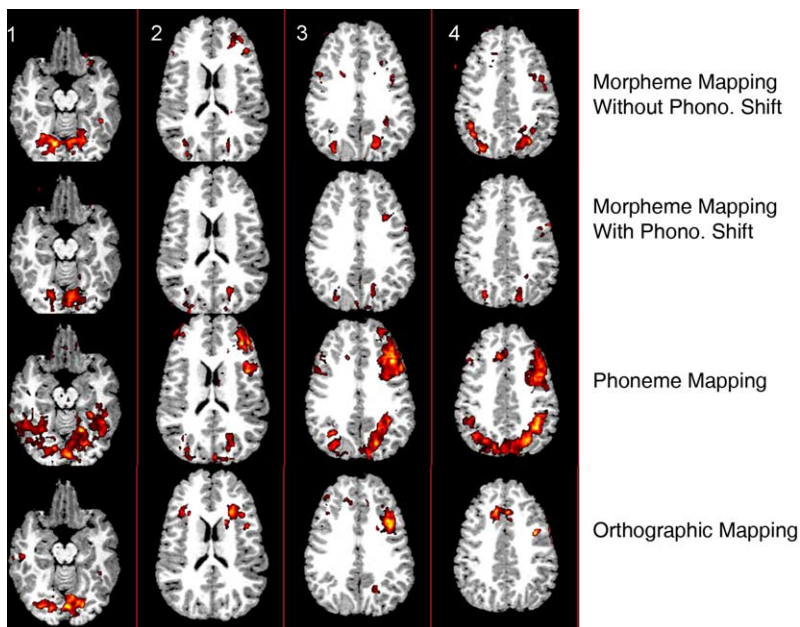 1 2 3 4
Morpheme Mapping
Without Phono. Shift
Morpheme Mapping
With Phono. Shift
Phoneme Mapping
Orthographic Mapping